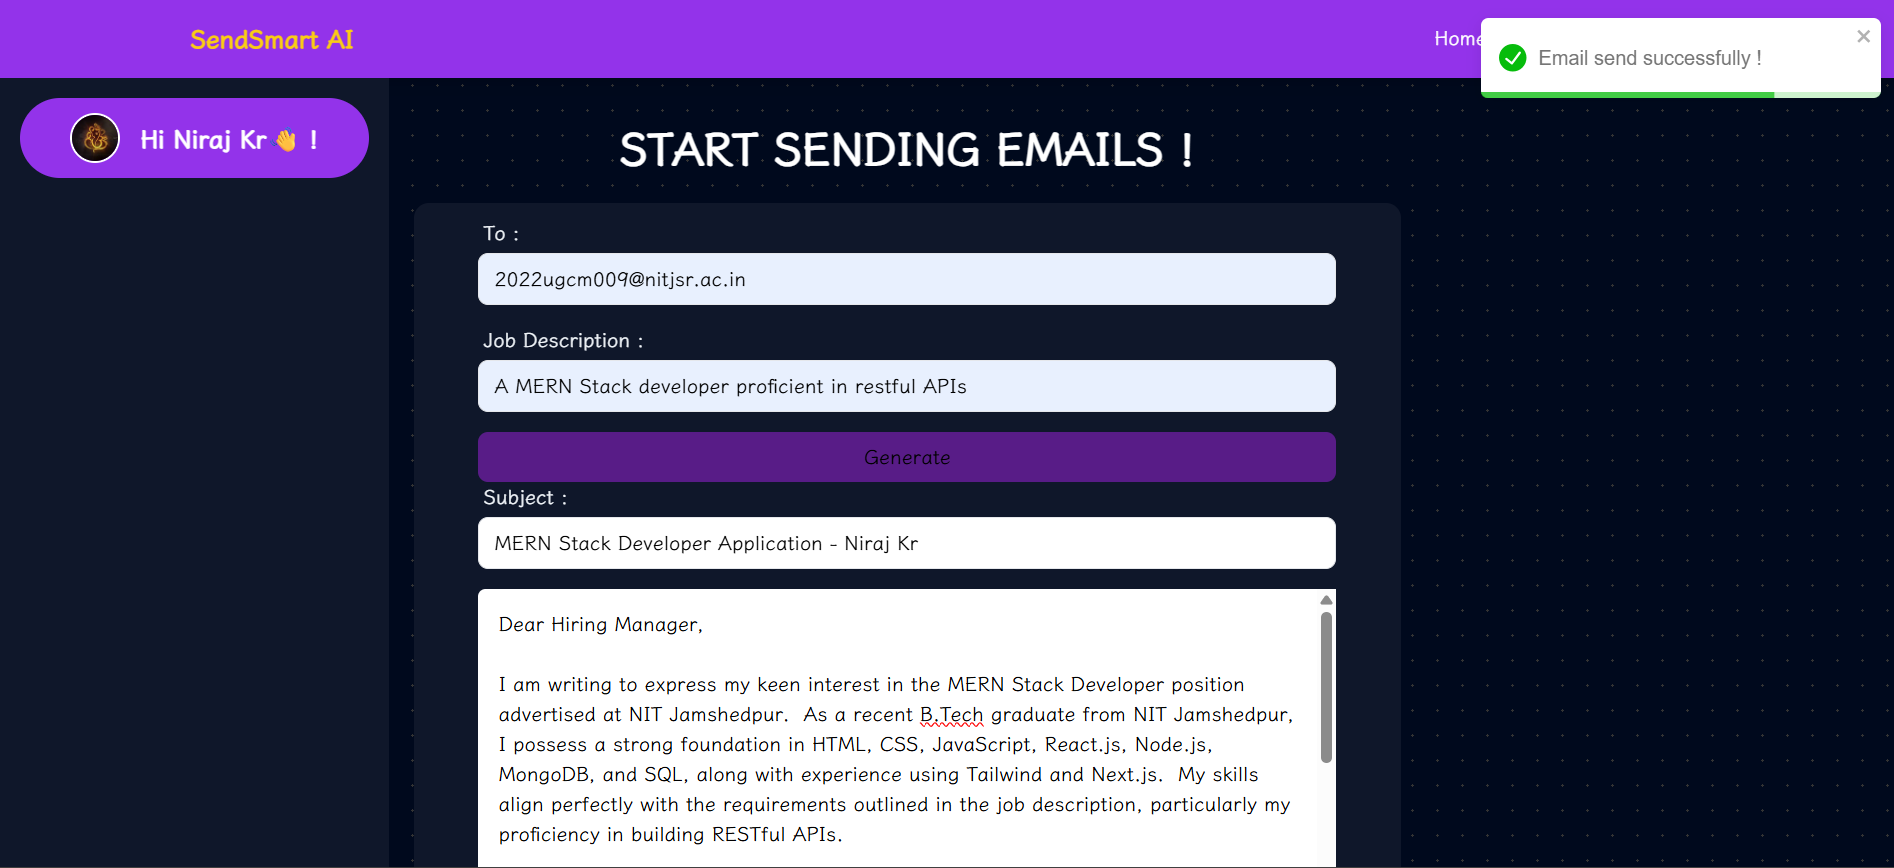 SendSmart AI
Home
Email send successfully !
Hi Niraj Kr 👋 !
START SENDING EMAILS !
To :
2022ugcm009@nitjsr.ac.in
Job Description :
A MERN Stack developer proficient in restful APIs
Generate
Subject :
MERN Stack Developer Application - Niraj Kr
Dear Hiring Manager,
I am writing to express my keen interest in the MERN Stack Developer position
advertised at NIT Jamshedpur.  As a recent B.Tech graduate from NIT Jamshedpur,
I possess a strong foundation in HTML, CSS, JavaScript, React.js, Node.js,
MongoDB, and SQL, along with experience using Tailwind and Next.js.  My skills
align perfectly with the requirements outlined in the job description, particularly my
proficiency in building RESTful APIs.